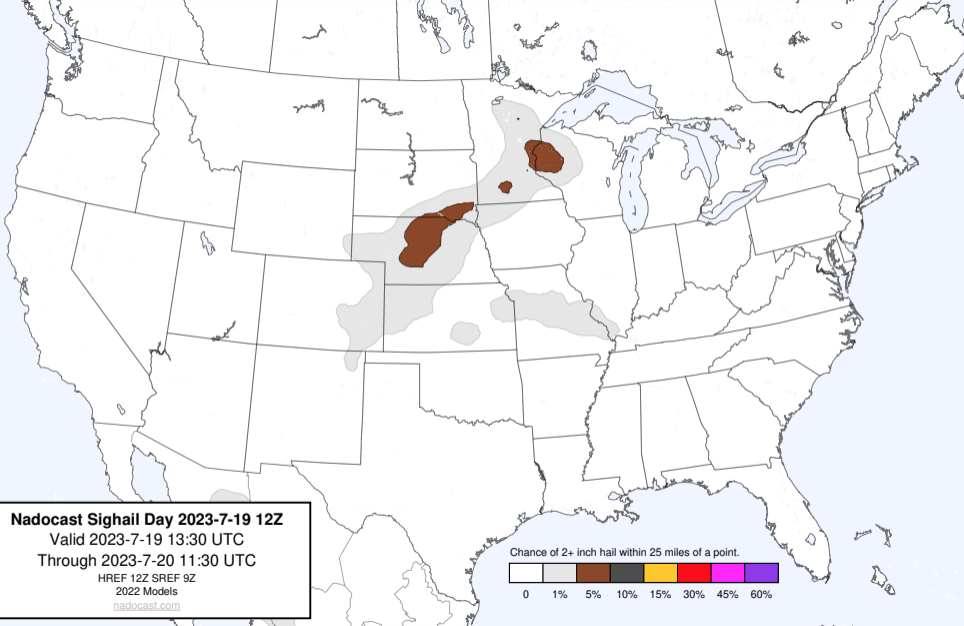 Nadocast Sighail Day 2023-7-19 12Z
Valid 2023-7-19 13:30 UTC
Through 2023-7-20 11:30 UTC
HREF 12Z SREF 9Z
2022 Models
nadocast.com
Chance of 2+ inch hail within 25 miles of a point.
0 1% 5% 10% 15% 30% 45% 60%